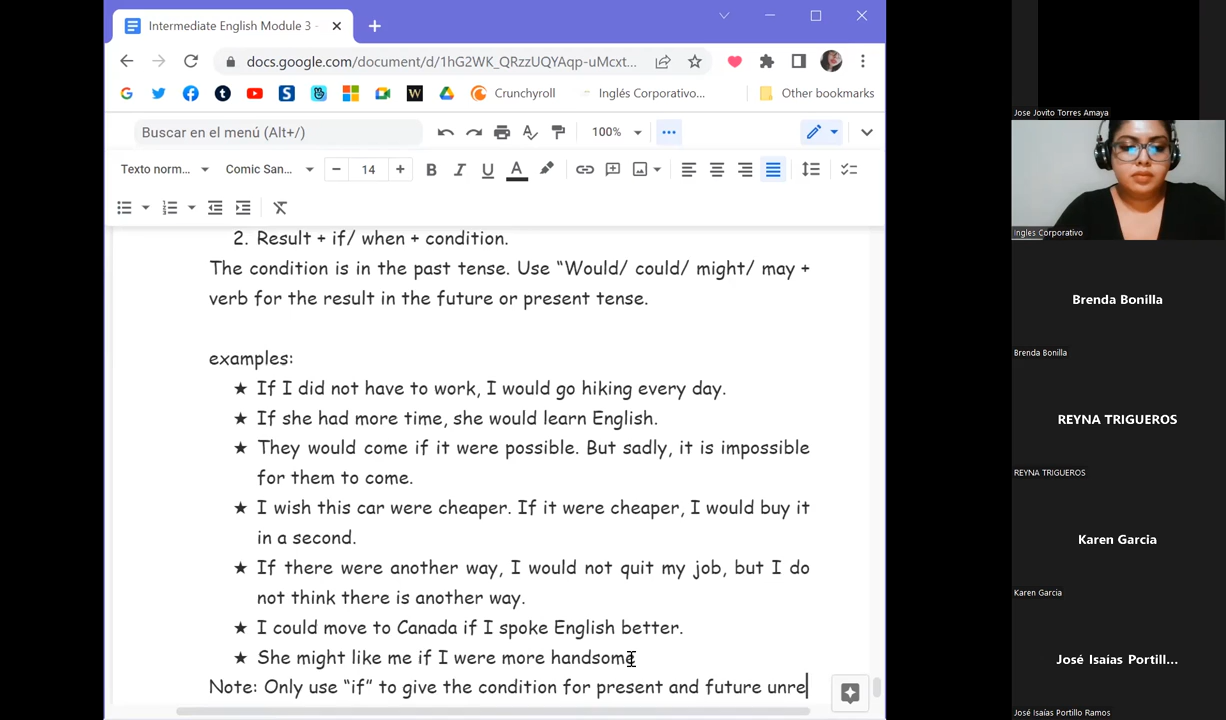 Intermediate English Module 3 -
docs.google.com/document/d/1hG2WK_QRzzUQYAqp-uMcxt...
Crunchyroll
Inglés Corporativo...
Other bookmarks
Buscar en el menú (Alt+/)
100%
Texto norm...
Comic San...
14
2. Result + if/ when + condition.
The condition is in the past tense. Use “Would/ could/ might/ may +
verb for the result in the future or present tense.
examples:
★ If I did not have to work, I would go hiking every day.
★ If she had more time, she would learn English.
★ They would come if it were possible. But sadly, it is impossible
for them to come.
★ I wish this car were cheaper. If it were cheaper, I would buy it
in a second.
★ If there were another way, I would not quit my job, but I do
not think there is another way.
★ I could move to Canada if I spoke English better.
★ She might like me if I were more handsome
Note: Only use “if” to give the condition for present and future unre
Jose Jovito Torres Amaya
Ingles Corporativo
Brenda Bonilla
Brenda Bonilla
REYNA TRIGUEROS
REYNA TRIGUEROS
Karen García
Karen García
José Isaías Portill...
José Isaías Portillo Ramos